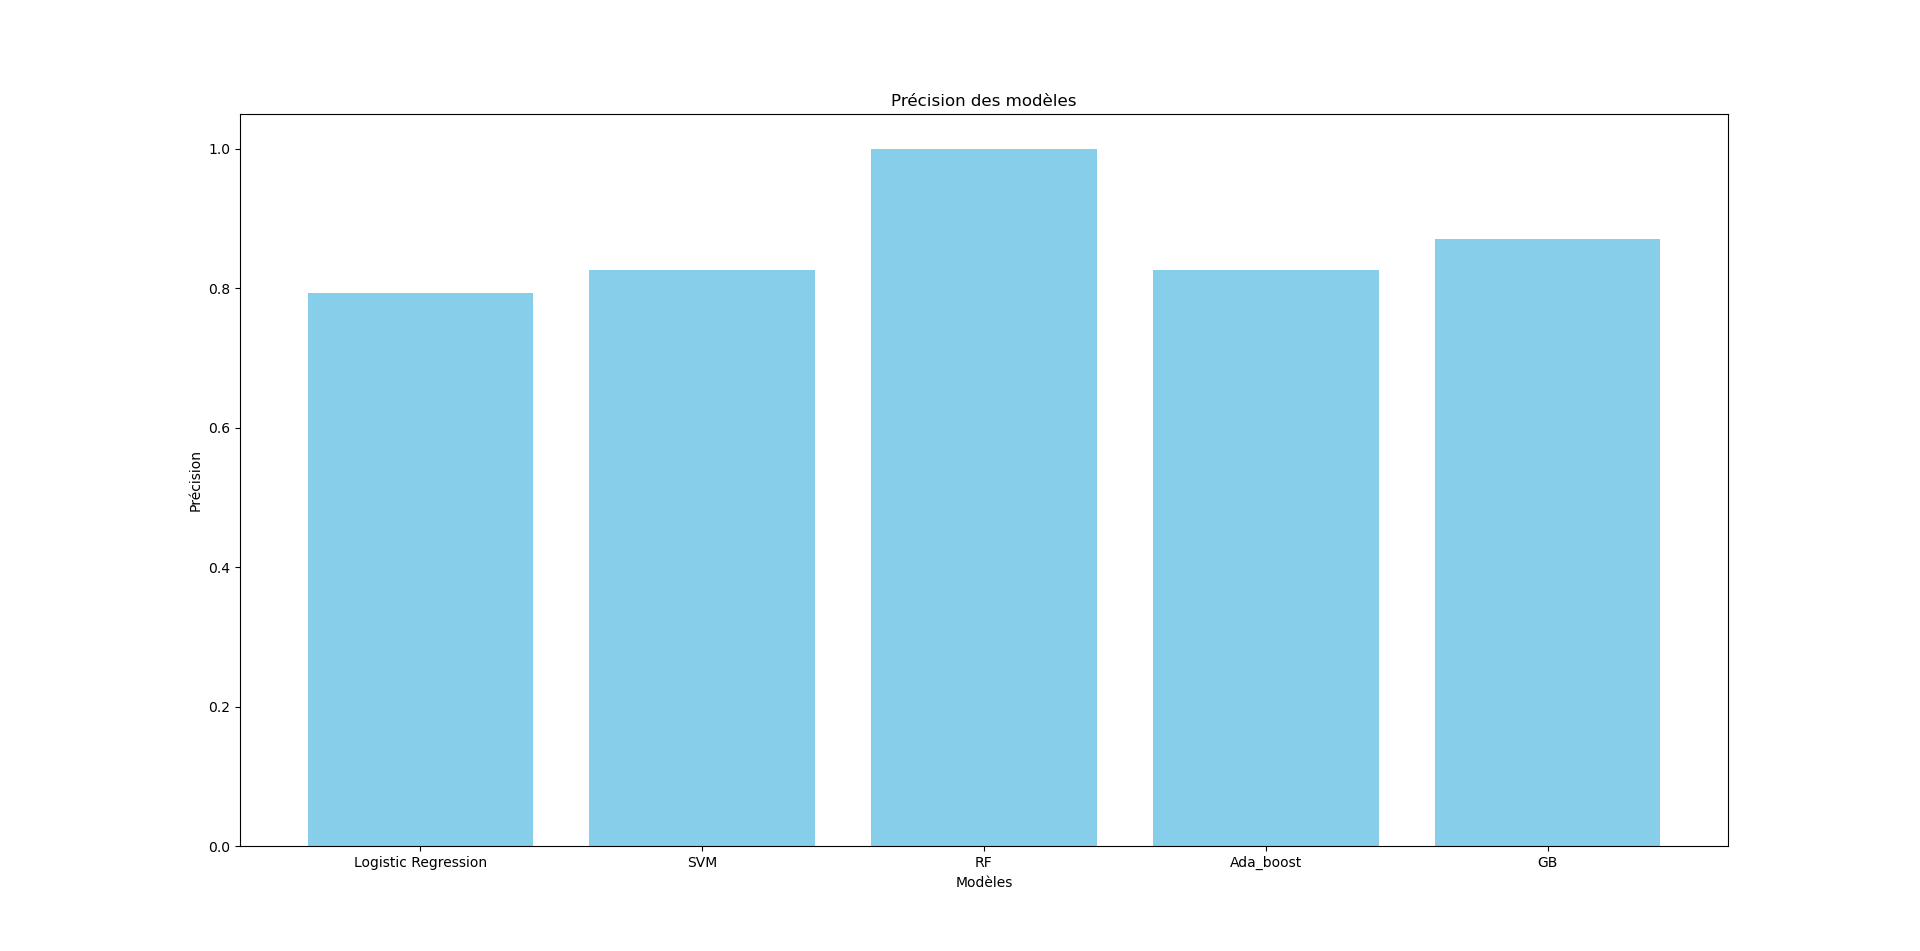 Précision des modèles
1.0
0.8
0.6
0.4
0.2
0.0
Précision
Logistic Regression SVM RF Ada_boost GB
Modèles